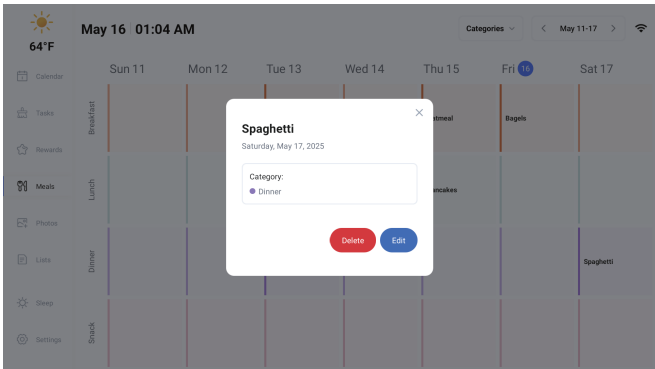 64°F
May 16 01:04 AM
Categories
May 11-17
Calendar
Tasks
Rewards
Meals
Photos
Lists
Sleep
Settings
Sun 11 Mon 12 Tue 13 Wed 14 Thu 15 Fri 16 Sat 17
Breakfast
atmeal
Bagels
Lunch
ncakes
Dinner
Spaghetti
Snack
Spaghetti
Saturday, May 17, 2025
Category:
Dinner
Delete Edit